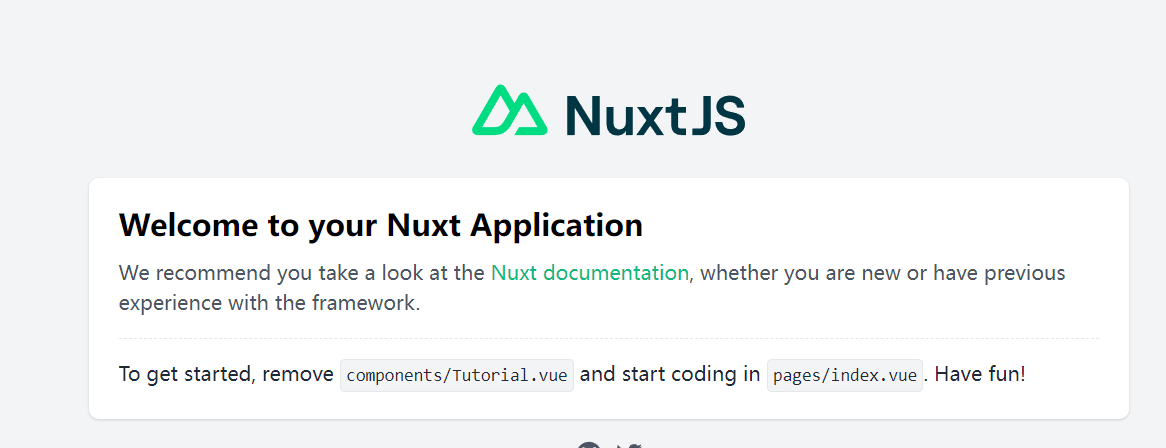 NuxtJS
Welcome to your Nuxt Application
We recommend you take a look at the Nuxt documentation, whether you are new or have previous
experience with the framework.
To get started, remove components/Tutorial.vue and start coding in pages/index.vue. Have fun!